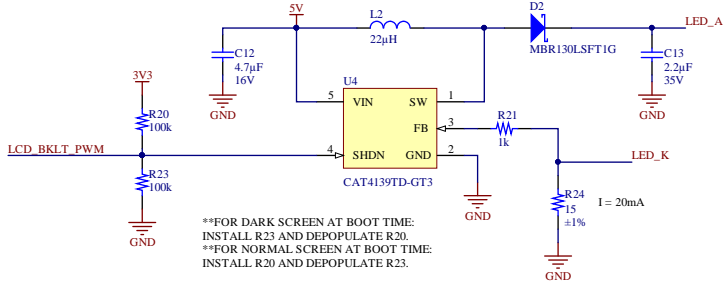 5V
L2
22µH
D2
MBR130LSFT1G
LED_A
C12
4.7µF
16V
GND
C13
2.2µF
35V
GND
3V3
R20
100k
U4
5 VIN SW 1
FB 3
4 SHDN GND 2
CAT4139TD-GT3
R21
1k
LCD_BKLT_PWM
R23
100k
GND
GND
LED_K
R24
15
±1%
I = 20mA
GND
**FOR DARK SCREEN AT BOOT TIME:
INSTALL R23 AND DEPOPULATE R20.
**FOR NORMAL SCREEN AT BOOT TIME:
INSTALL R20 AND DEPOPULATE R23.